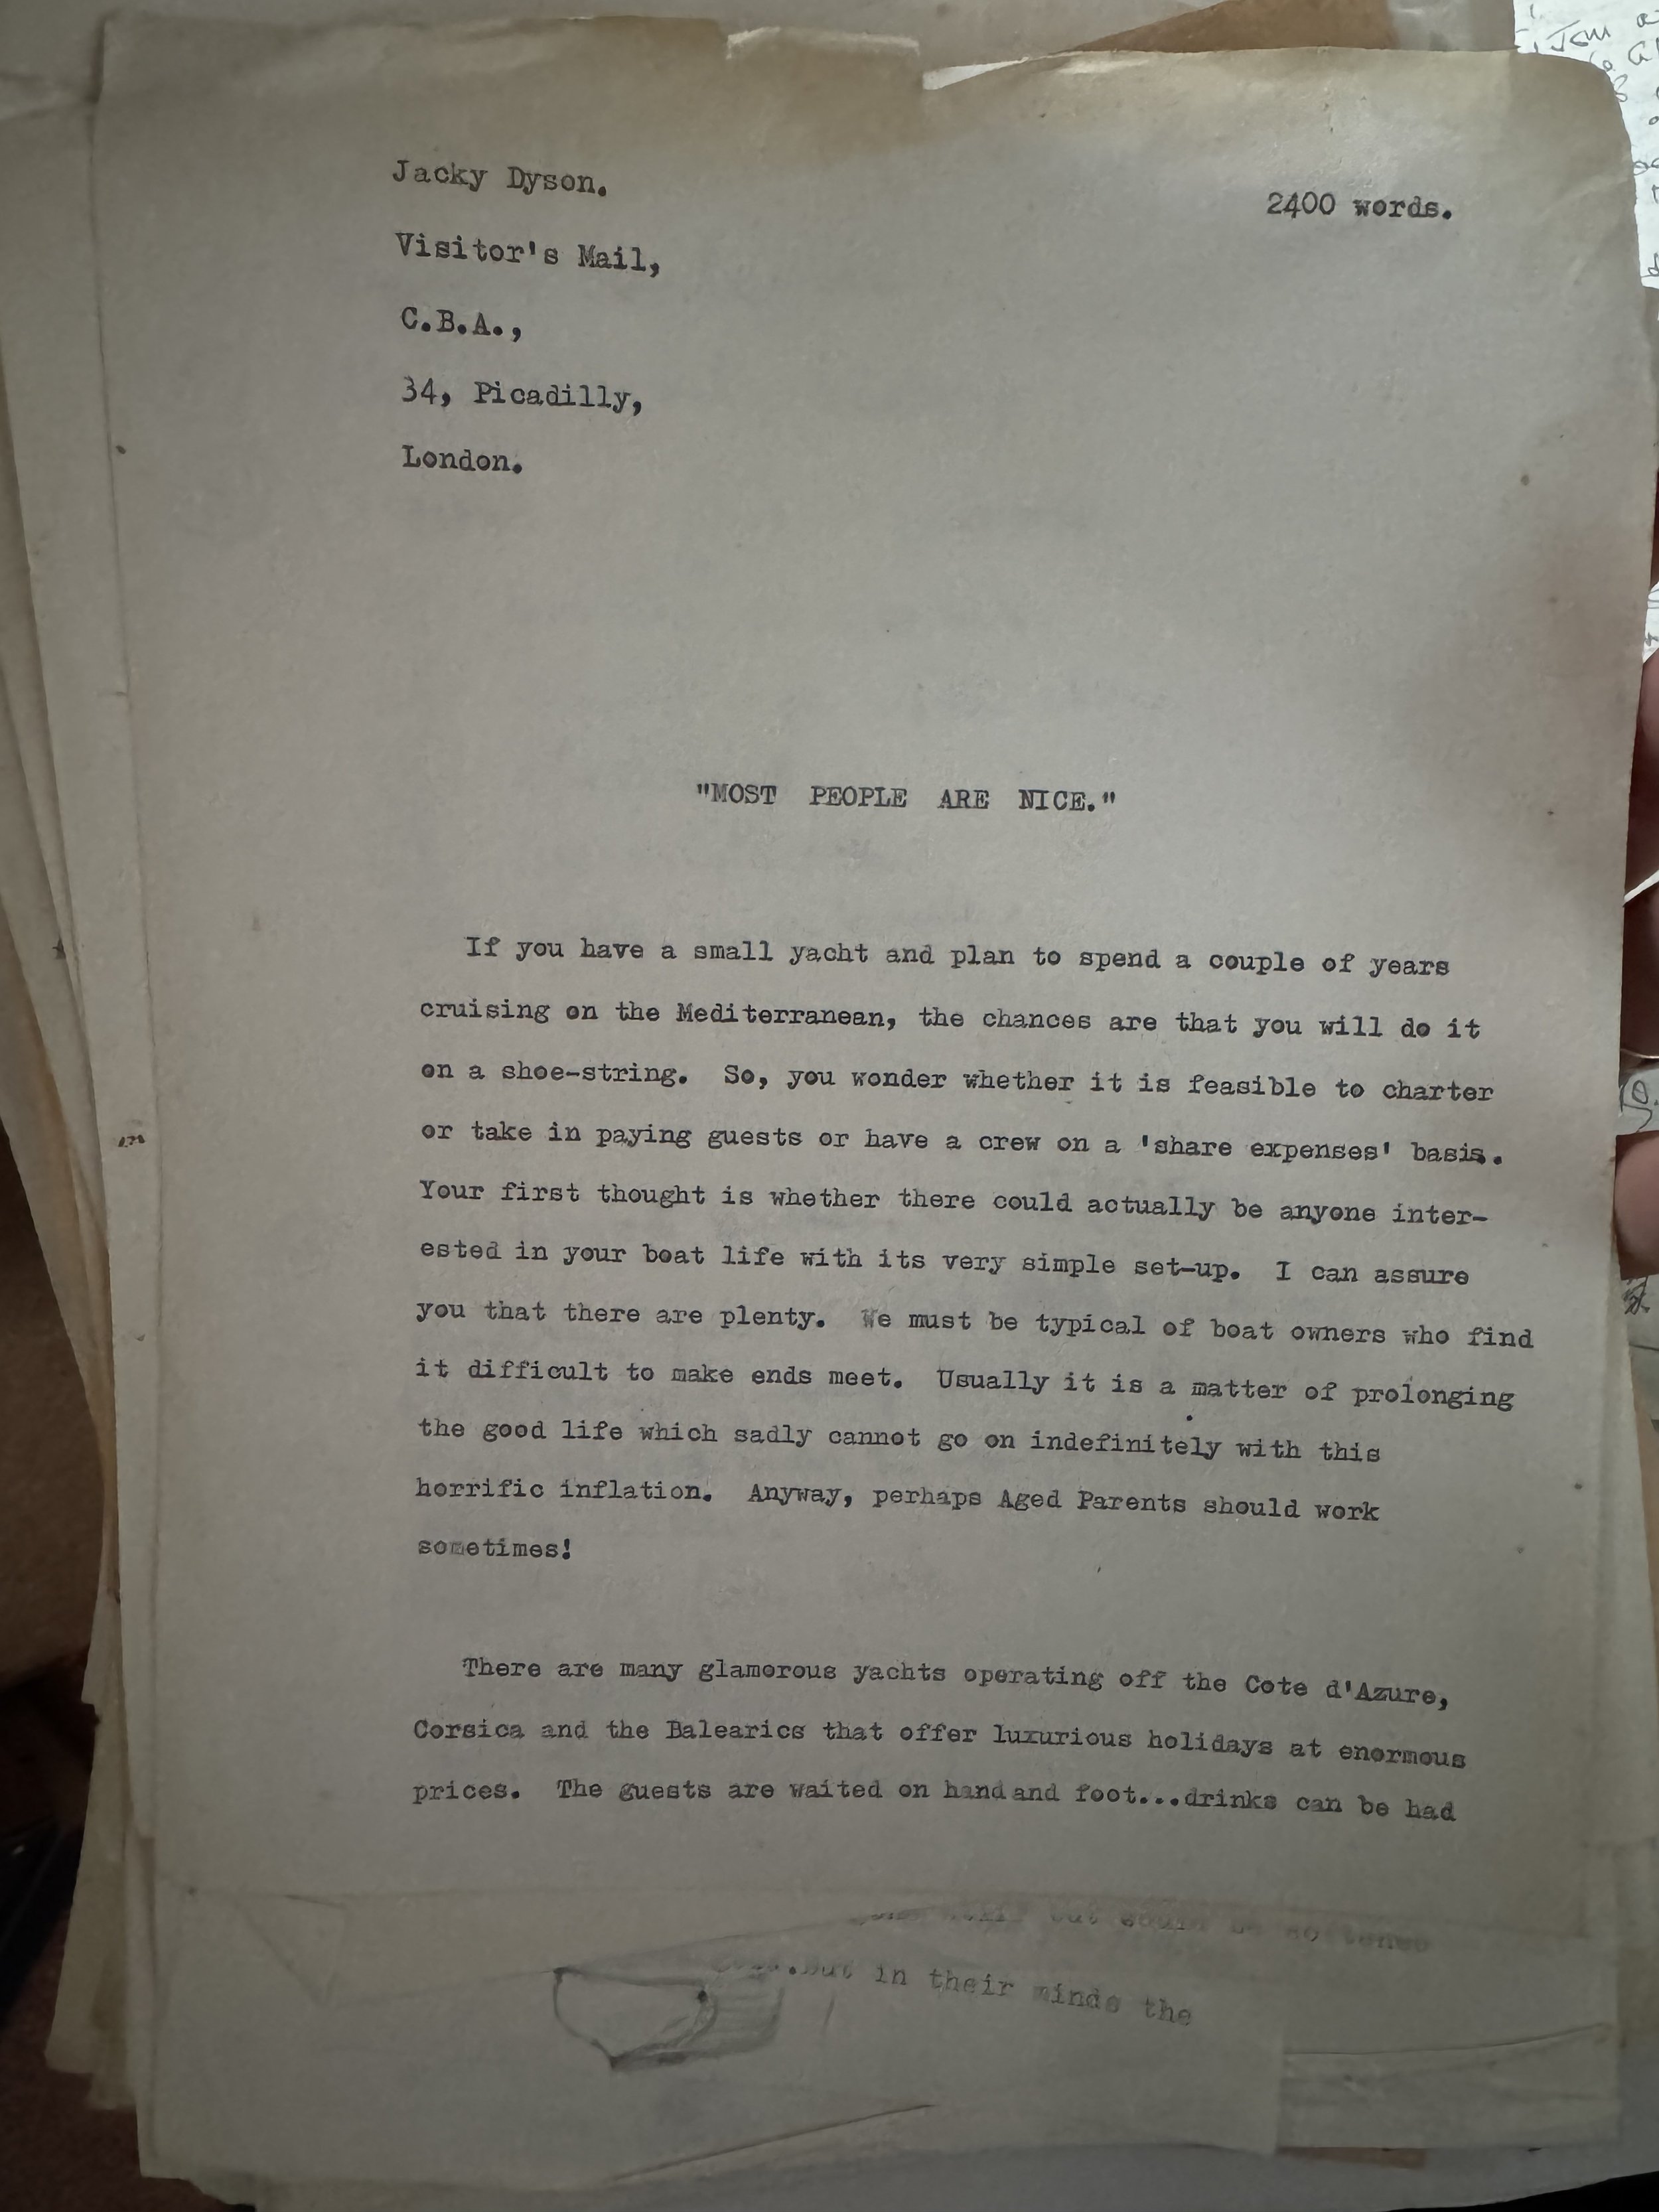 Jacky Dyson.
2400 words.
Visitor's Mail,
C.B.A.,
34, Picadilly,
London.
"MOST PEOPLE ARE NICE."
If you have a small yacht and plan to spend a couple of years
cruising on the Mediterranean, the chances are that you will do it
on a shoe-string. So, you wonder whether it is feasible to charter
or take in paying guests or have a crew on a 'share expenses' basis.
Your first thought is whether there could actually be anyone inter-
ested in your boat life with its very simple set-up. I can assure
you that there are plenty. We must be typical of boat owners who find
it difficult to make ends meet. Usually it is a matter of prolonging
the good life which sadly cannot go on indefinitely with this
horrific inflation. Anyway, perhaps Aged Parents should work
sometimes!
There are many glamorous yachts operating off the Cote d'Azure,
Corsica and the Balearics that offer luxurious holidays at enormous
prices. The guests are waited on hand and foot...drinks can be had
but would be
but in their minds the